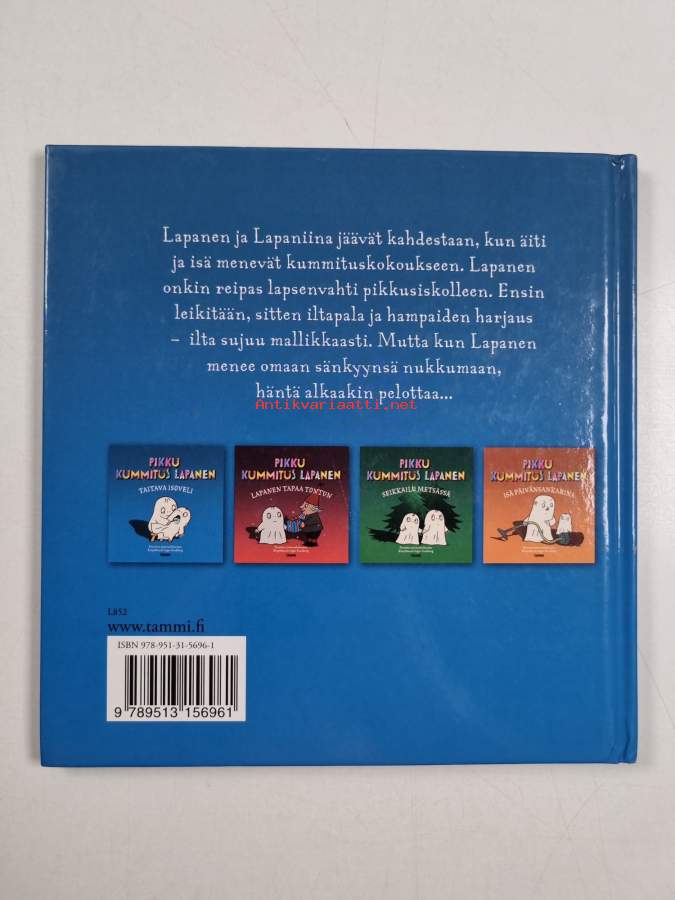 Lapanen ja Lapaniina jäävät kahdestaan, kun äiti
ja isä menevät kummituskokoukseen. Lapanen
onkin reipas lapsenvahti pikkusiskolleen. Ensin
leikitään, sitten iltapala ja hampaiden harjaus
– ilta sujuu mallikkaasti. Mutta kun Lapanen
menee omaan sänkyynsä nukkumaan,
häntä alkaakin pelottaa...
Antikvariaatti.net
PIKKU
KUMMITUS LAPANEN
TAITAVA ISOVELI
PIKKU
KUMMITUS LAPANEN
LAPANEN TAPAA TONTUN
PIKKU
KUMMITUS LAPANEN
SEIKKAILU METSÄSSÄ
PIKKU
KUMMITUS LAPANEN
ISÄ PÄIVÄNSANKARINA
L852
www.tammi.fi
ISBN 978-951-31-5696-1
9 789513 156961